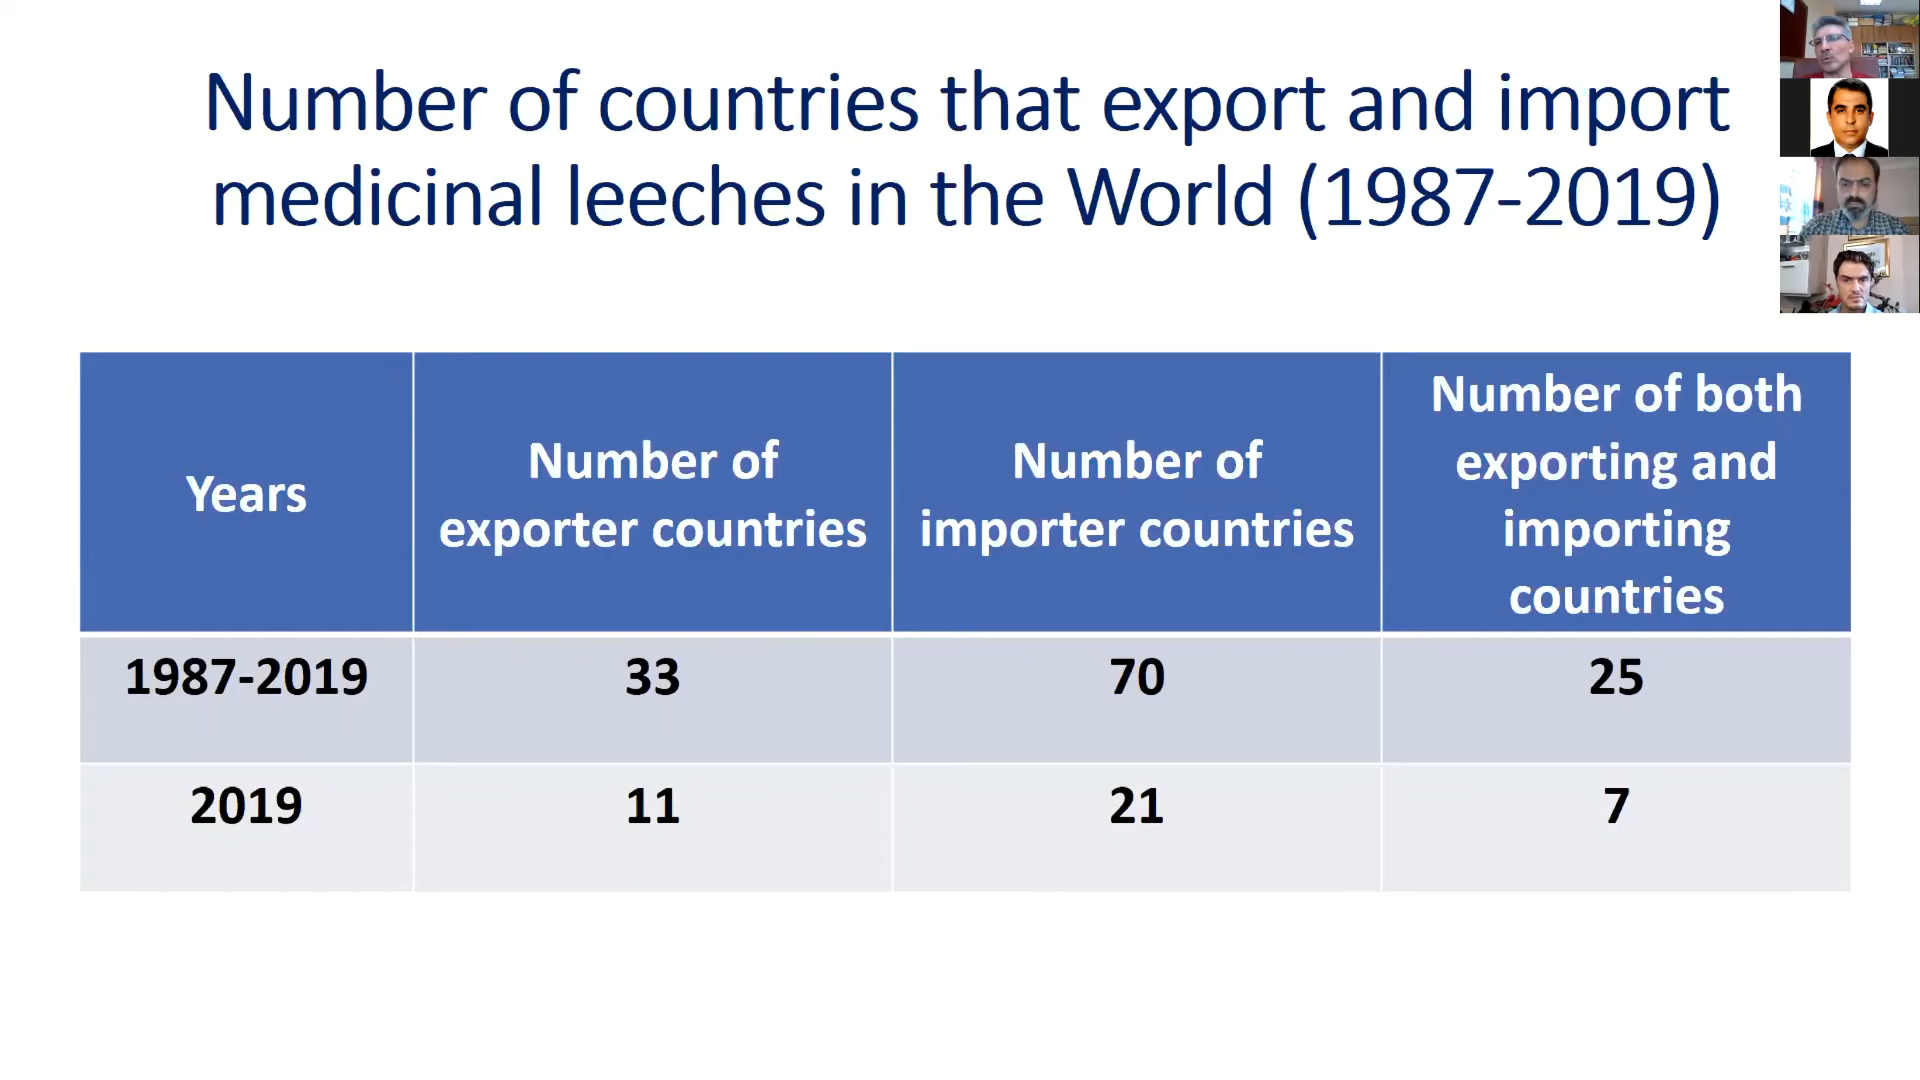 Number of countries that export and import
medicinal leeches in the World (1987-2019)
Years
Number of
exporter countries
Number of
importer countries
Number of both
exporting and
importing
countries
1987-2019
33
70
25
2019
11
21
7